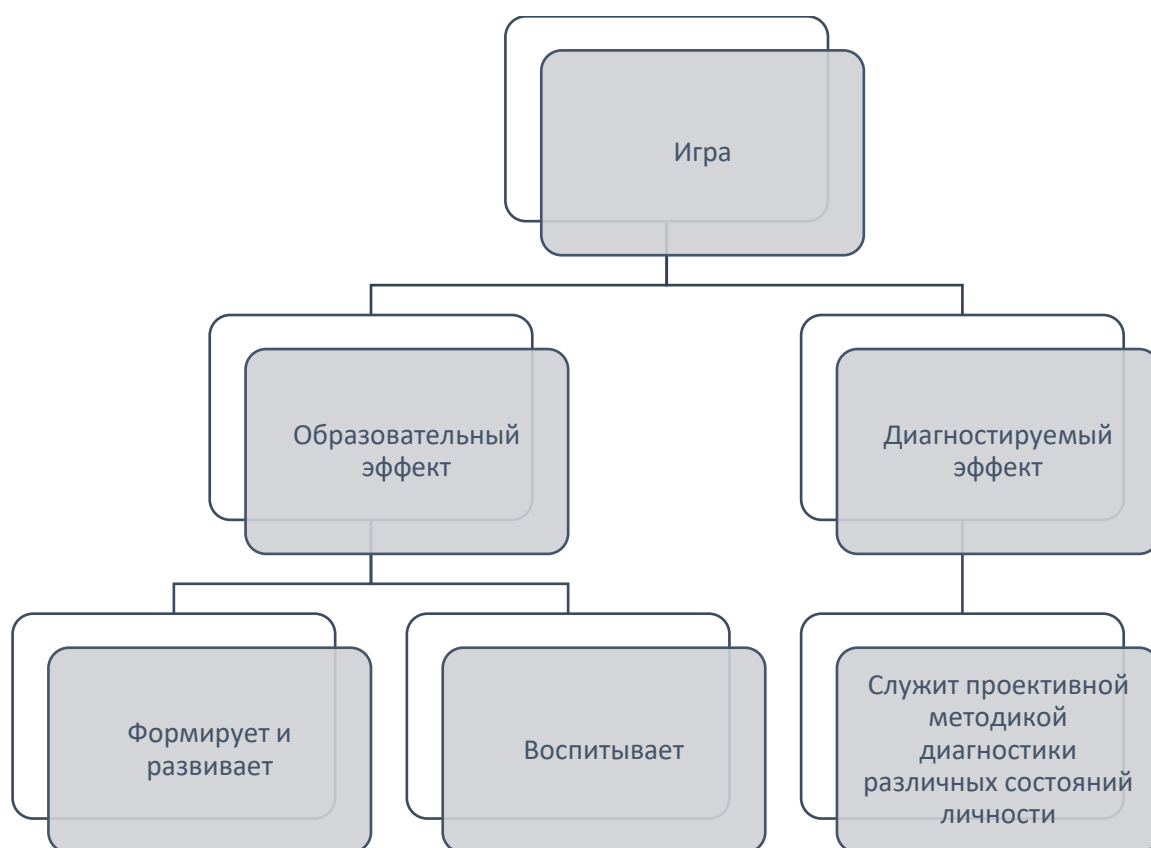 Игра
Образовательный
эффект
Диагностируемый
эффект
Формирует и
развивает
Воспитывает
Служит проективной
методикой
диагностики
различных состояний
личности